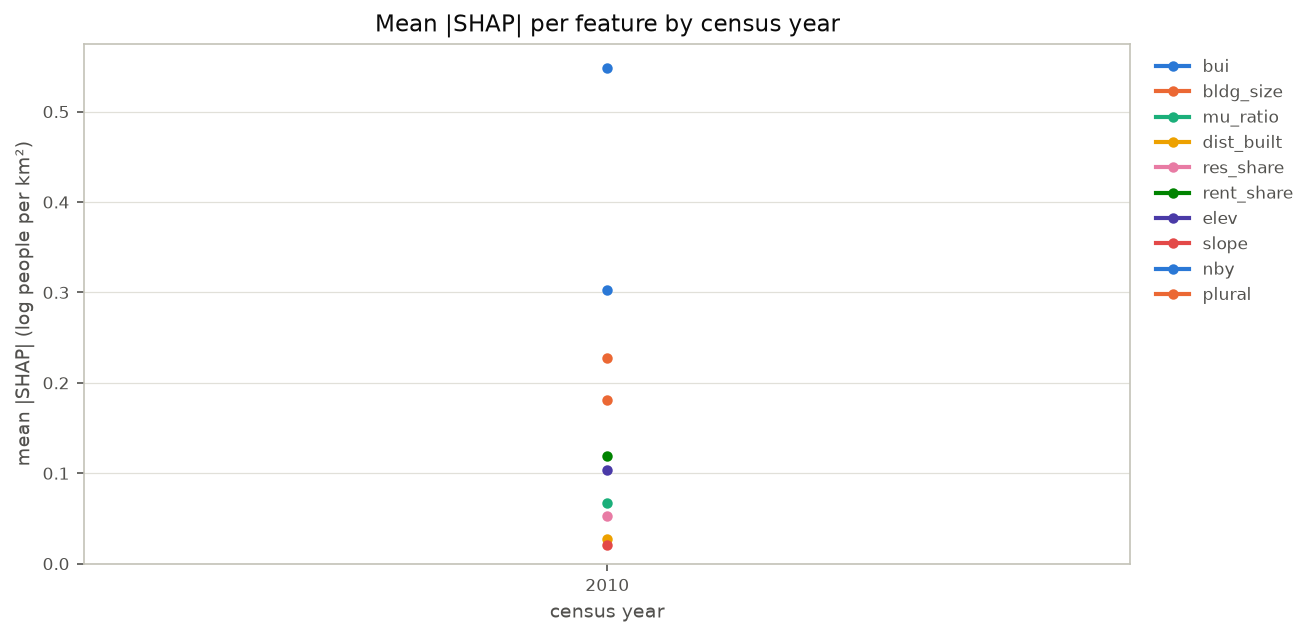 Mean |SHAP| per feature by census year
mean |SHAP| (log people per km²)
0.5
0.4
0.3
0.2
0.1
0.0
2010
census year
bui
bldg_size
mu_ratio
dist_built
res_share
rent_share
elev
slope
nby
plural